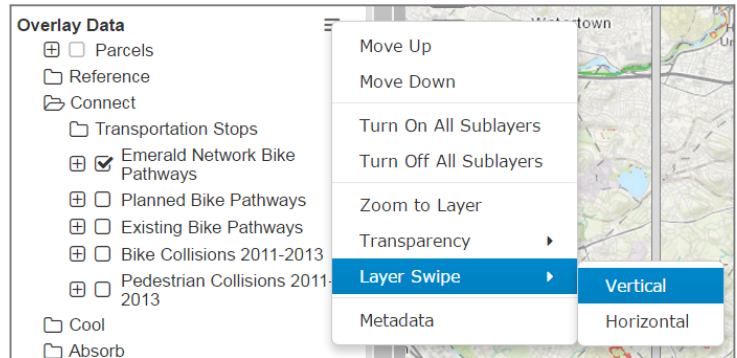 Overlay Data
Parcels
Reference
Connect
Transportation Stops
Emerald Network Bike
Pathways
Planned Bike Pathways
Existing Bike Pathways
Bike Collisions 2011-2013
Pedestrian Collisions 2011-
2013
Cool
Absorb
Move Up
Move Down
Turn On All Sublayers
Turn Off All Sublayers
Zoom to Layer
Transparency
Layer Swipe
Metadata
Vertical
Horizontal